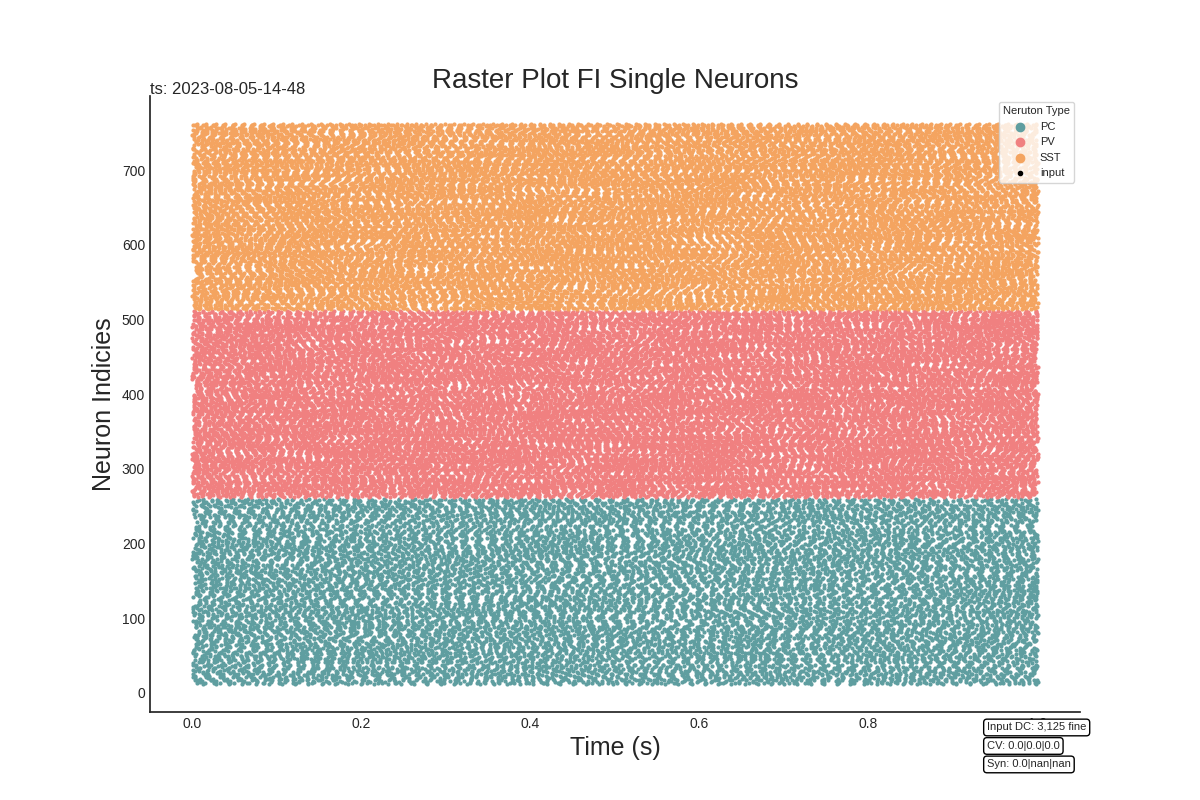 Raster Plot FI Single Neurons
ts: 2023-08-05-14-48
Neruton Type
PC
PV
SST
input
Neuron Indicies
700
600
500
400
300
200
100
0
0.0 0.2 0.4 0.6 0.8
Time (s)
Input DC: 3,125 fine
CV: 0.0|0.0|0.0
Syn: 0.0|nan|nan